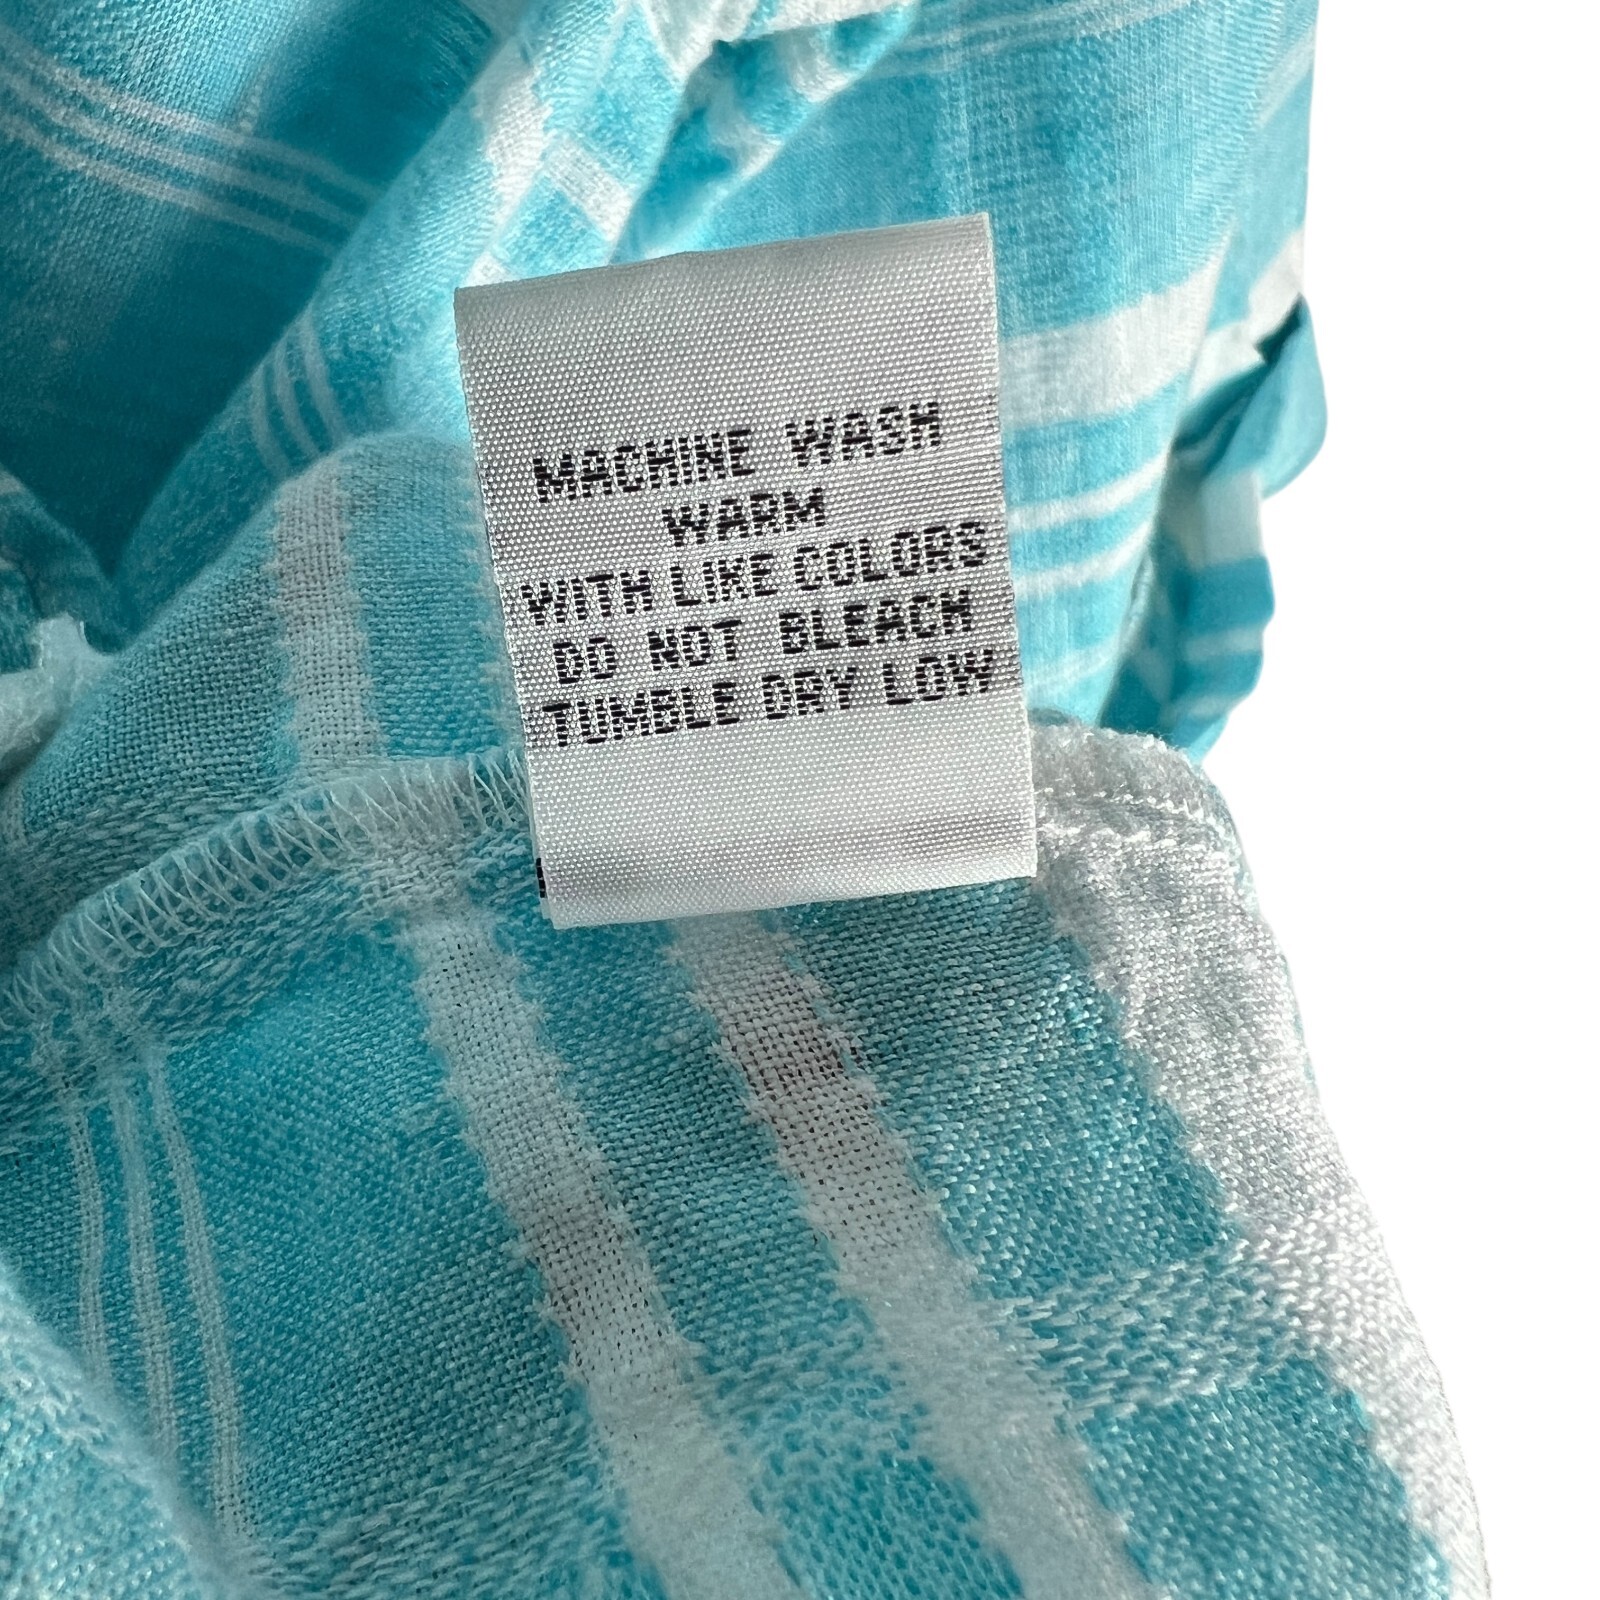 MACHINE WASH
WARM
WITH LIKE COLORS
DO NOT BLEACH
TUMBLE DRY LOW